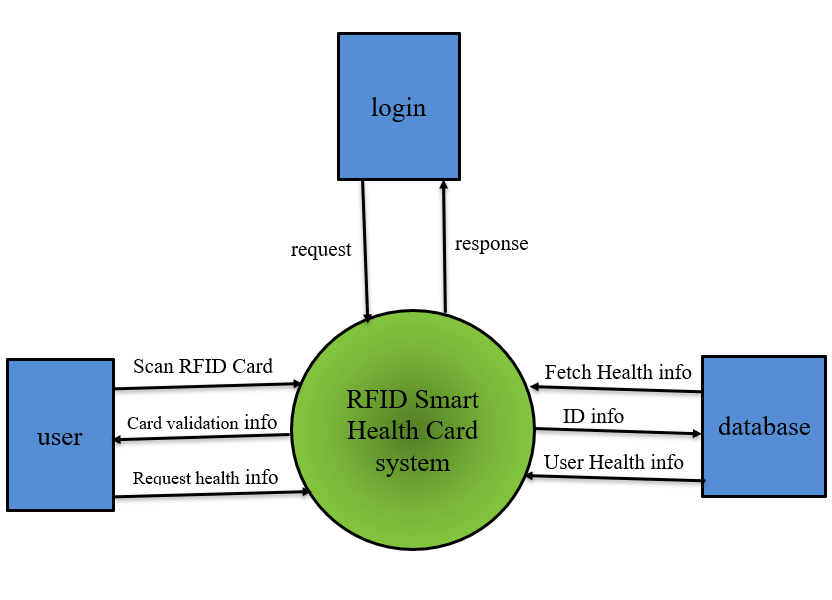 login
request
response
Scan RFID Card
Card validation info
Request health info
user
RFID Smart
Health Card
system
Fetch Health info
ID info
User Health info
database